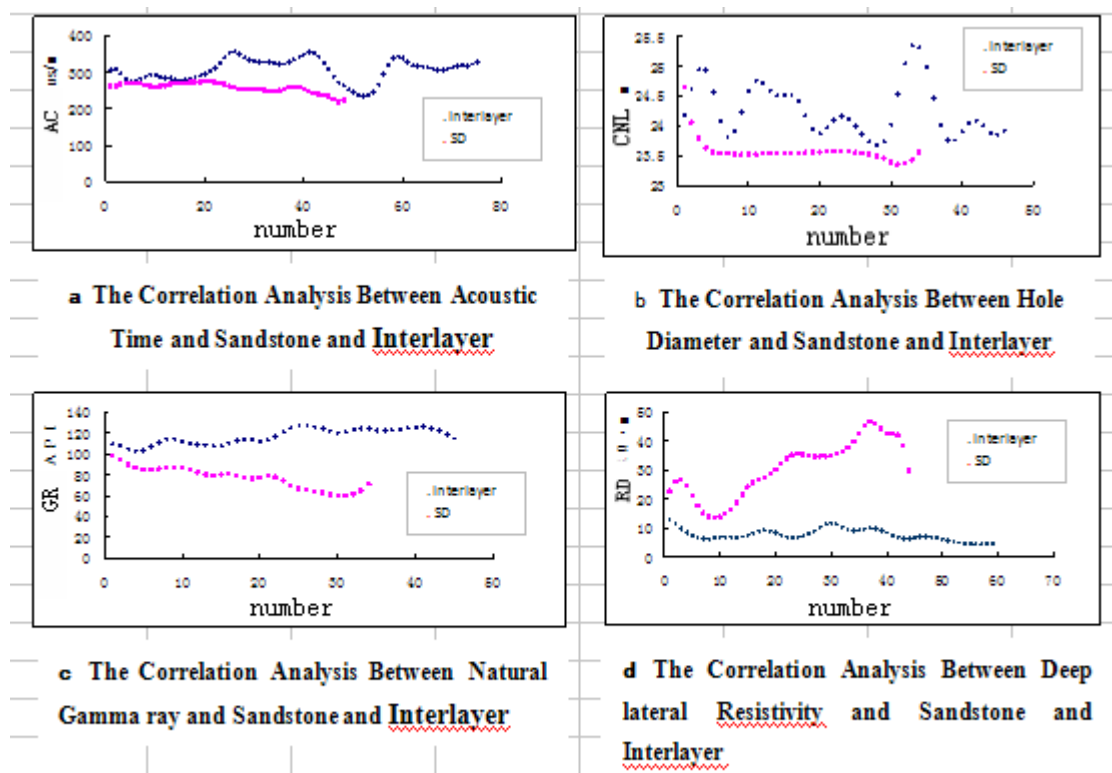 400
300
200
100
0
AC
0 20 40 60 80
number
Interlayer
SD
25.5
25
24.5
24
23.5
23
CNL
0 10 20 30 40 50
number
Interlayer
SD
a The Correlation Analysis Between Acoustic
Time and Sandstone and Interlayer
b The Correlation Analysis Between Hole
Diameter and Sandstone and Interlayer
140
120
100
80
60
40
20
0
GR API
0 10 20 30 40 50
number
Interlayer
SD
50
40
30
20
10
0
RD
0 10 20 30 40 50 60 70
number
Interlayer
SD
c The Correlation Analysis Between Natural
Gamma ray and Sandstone and Interlayer
d The Correlation Analysis Between Deep
lateral Resistivity and Sandstone and
Interlayer